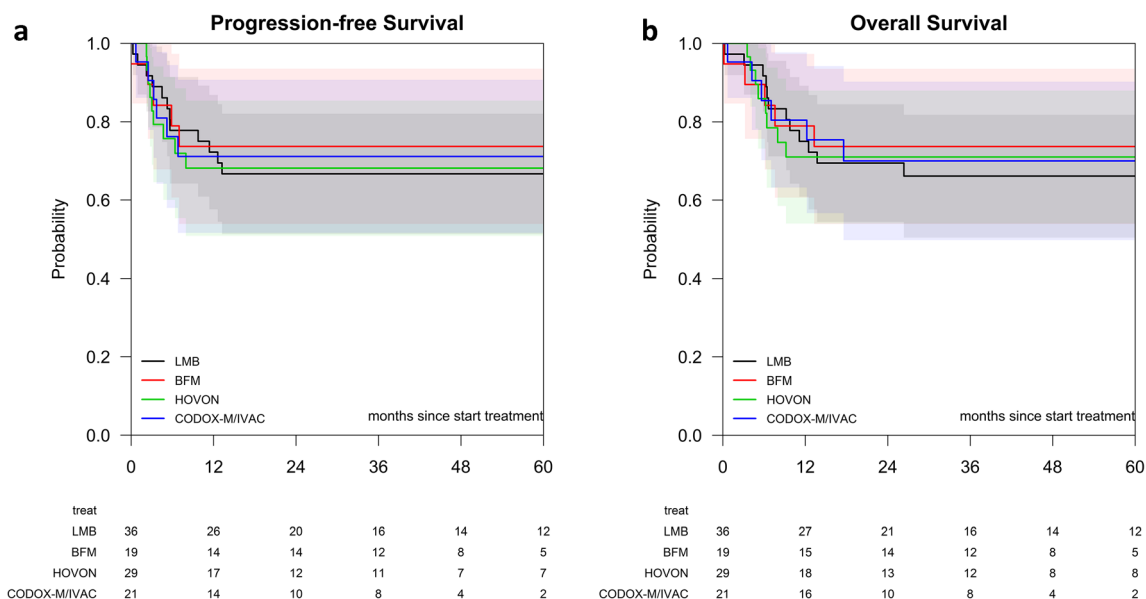 a
Progression-free Survival
Probability
1.0
0.8
0.6
0.4
0.2
0.0
LMB
BFM
HOVON
CODOX-M/IVAC
months since start treatment
0 12 24 36 48 60
treat
LMB 36 26 20 16 14 12
BFM 19 14 14 12 8 5
HOVON 29 17 12 11 7 7
CODOX-M/IVAC 21 14 10 8 4 2
b
Overall Survival
Probability
1.0
0.8
0.6
0.4
0.2
0.0
LMB
BFM
HOVON
CODOX-M/IVAC
months since start treatment
0 12 24 36 48 60
treat
LMB 36 27 21 16 14 12
BFM 19 15 14 12 8 5
HOVON 29 18 13 12 8 8
CODOX-M/IVAC 21 16 10 8 4 2